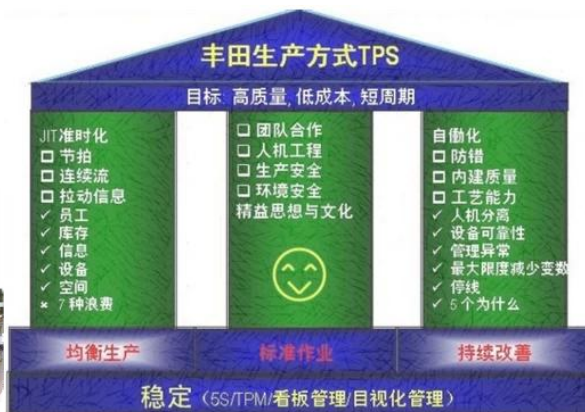 丰田生产方式TPS
目标: 高质量, 低成本, 短周期
JIT准时化
节拍
连续流
拉动信息
员工
库存
信息
设备
空间
7种浪费
团队合作
人机工程
生产安全
环境安全
精益思想与文化
自働化
防错
内建质量
工艺能力
人机分离
设备可靠性
管理异常
最大限度减少变数
停线
5个为什么
均衡生产
标准作业
持续改善
稳定 (5S/TPM/看板管理/目视化管理)